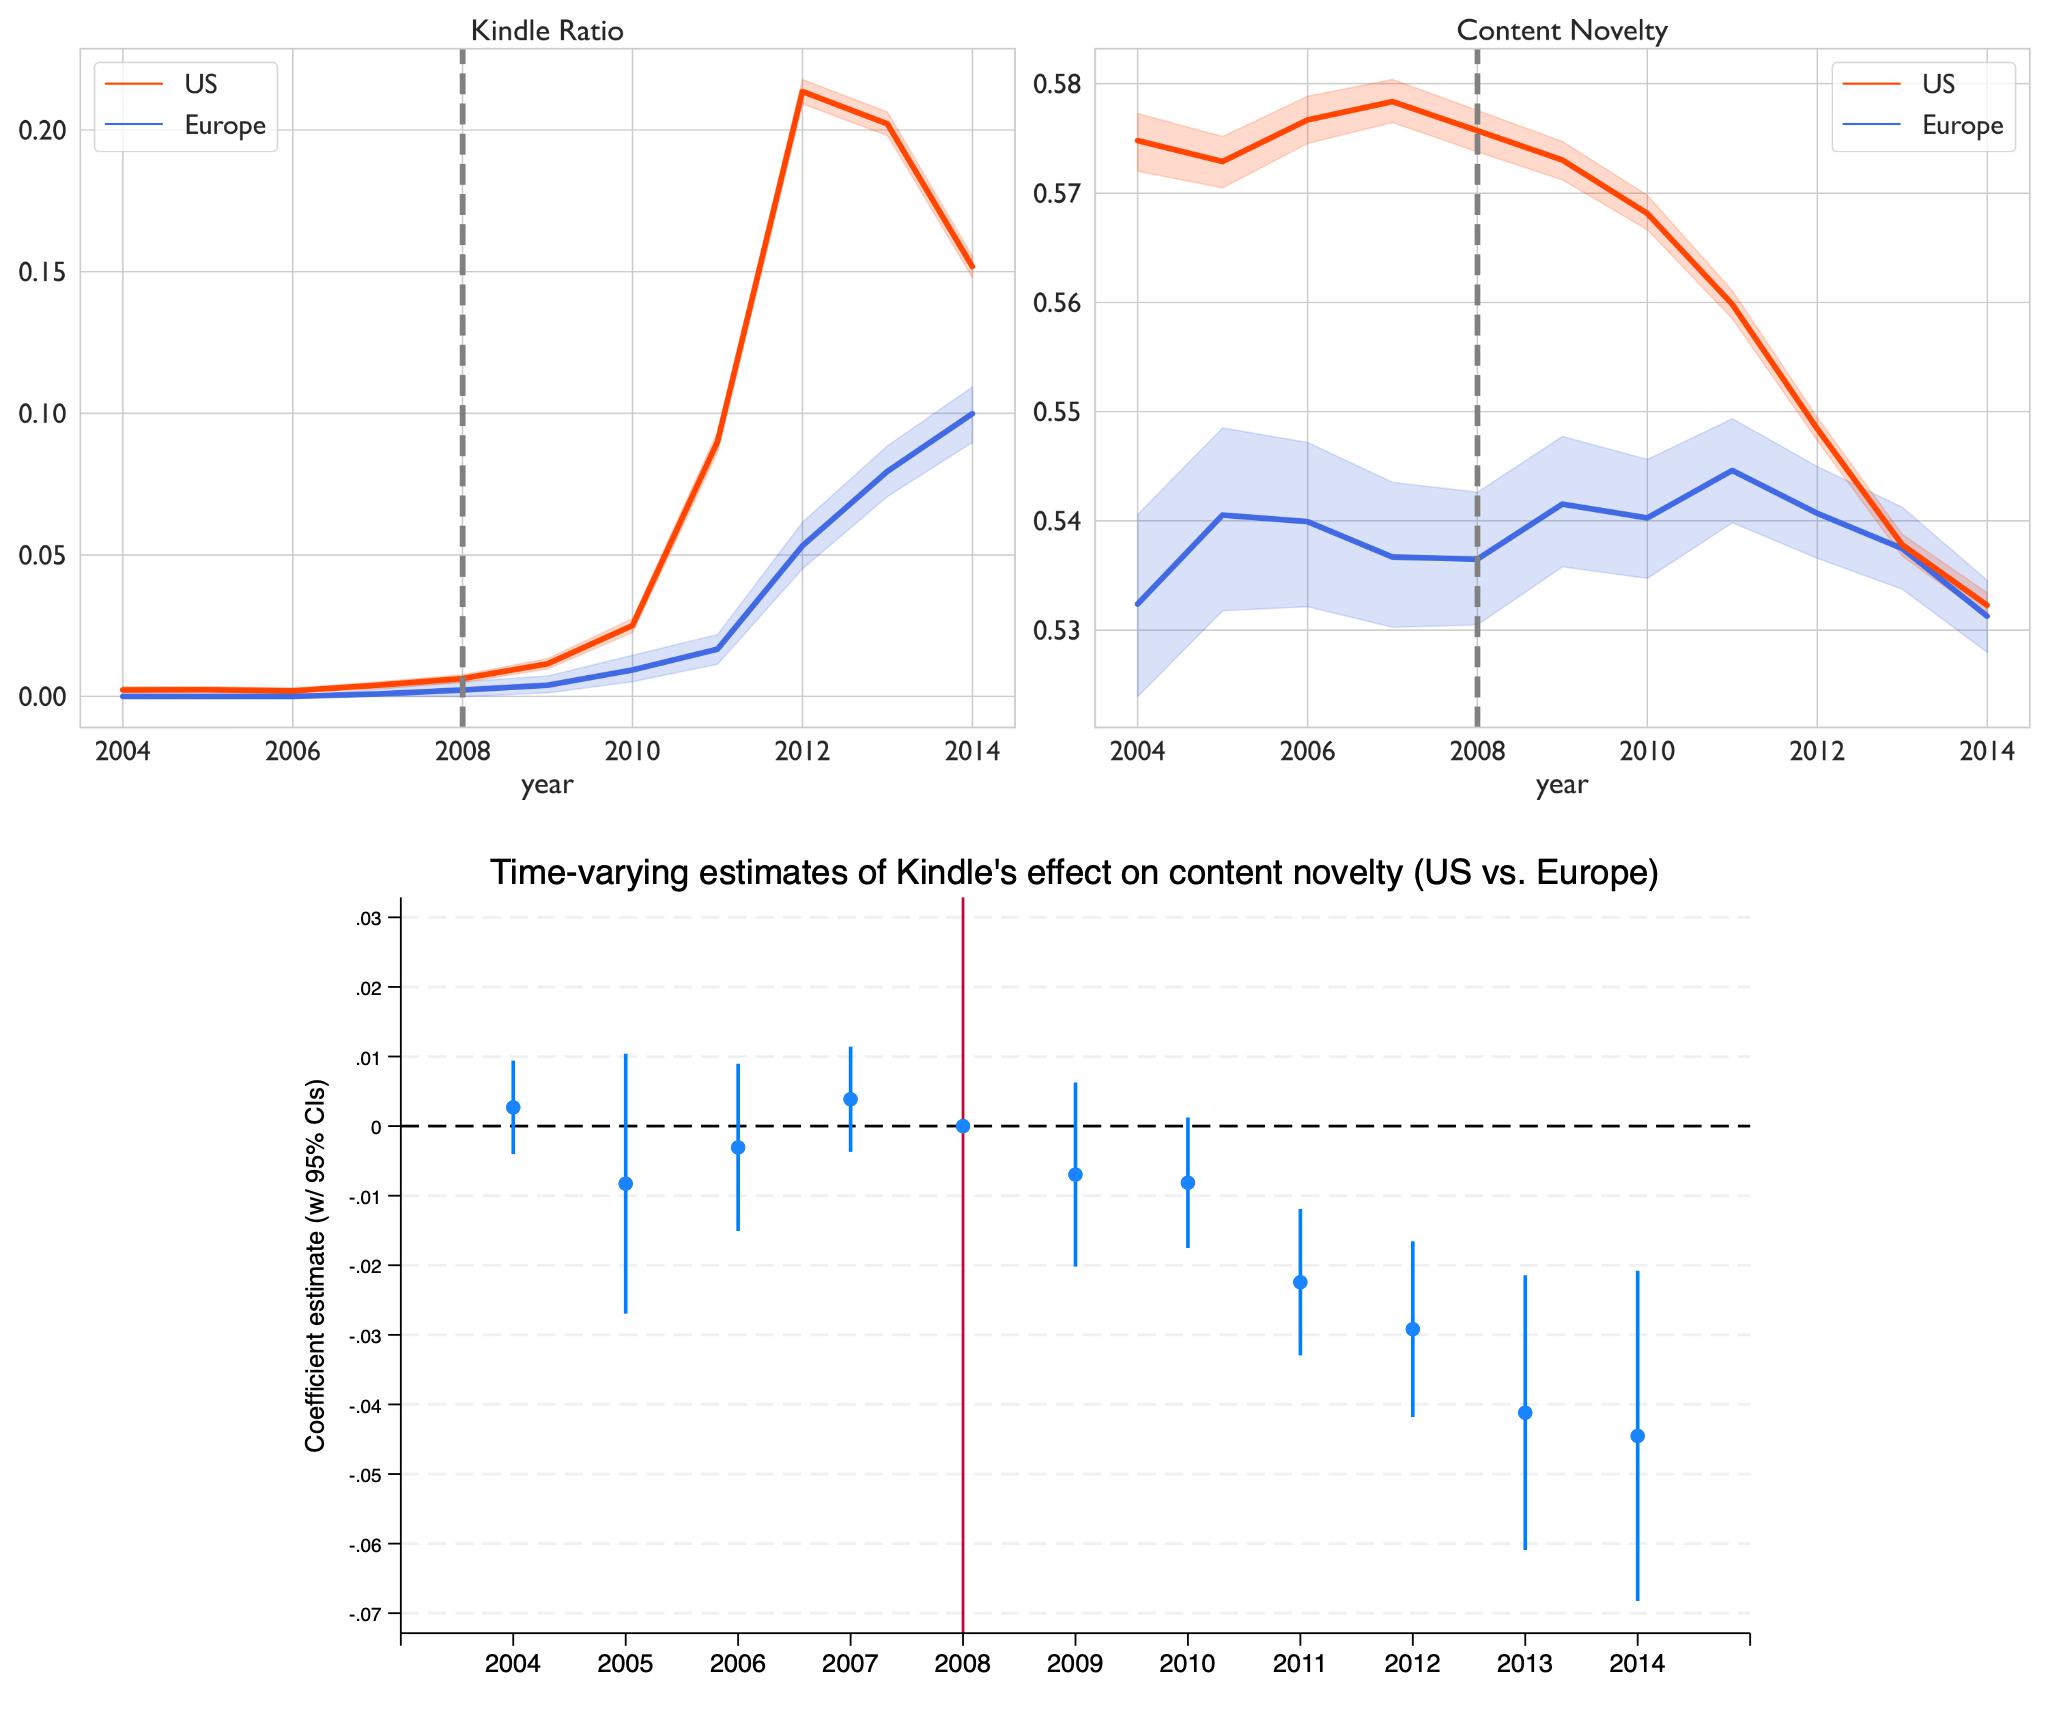 Kindle Ratio
US
Europe
0.20
0.15
0.10
0.05
0.00
2004 2006 2008 2010 2012 2014
year
Content Novelty
US
Europe
0.58
0.57
0.56
0.55
0.54
0.53
2004 2006 2008 2010 2012 2014
year
Time-varying estimates of Kindle's effect on content novelty (US vs. Europe)
Coefficient estimate (w/ 95% CIs)
.03
.02
.01
0
-.01
-.02
-.03
-.04
-.05
-.06
-.07
2004 2005 2006 2007 2008 2009 2010 2011 2012 2013 2014